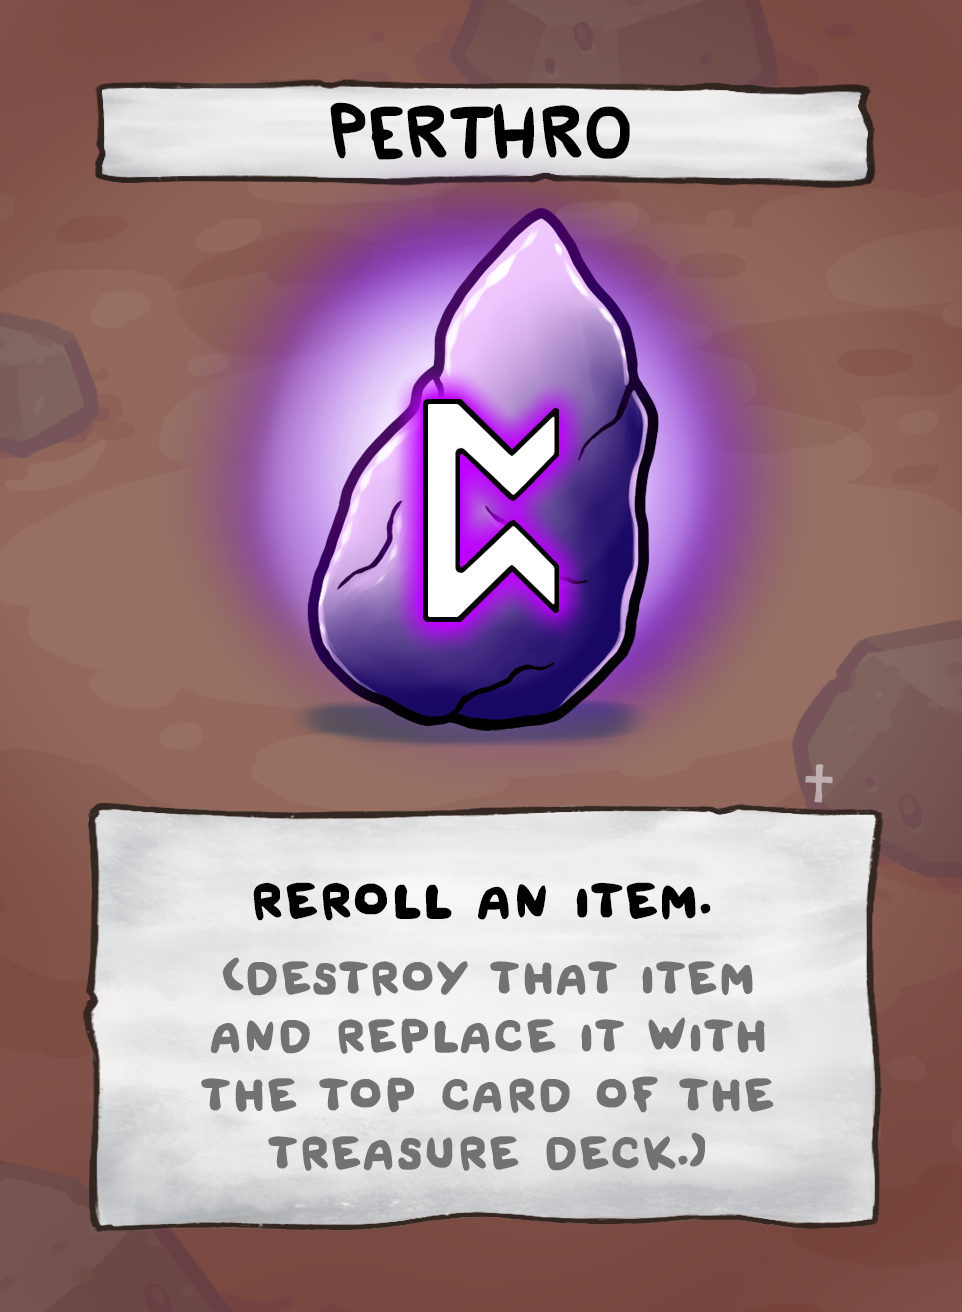 PERTHRO
REROLL AN ITEM.
(DESTROY THAT ITEM
AND REPLACE IT WITH
THE TOP CARD OF THE
TREASURE DECK.)